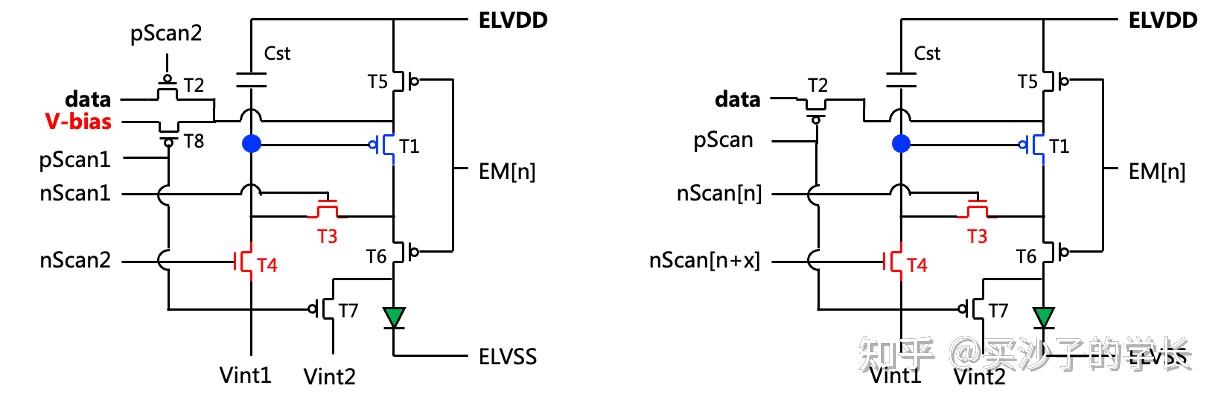 pScan2
ELVDD
Cst
T2
T5
data
V-bias
T8
T1
pScan1
EM[n]
nScan1
T3
nScan2
T4
T6
T7
ELVSS
Vint1
Vint2
ELVDD
Cst
T2
T5
data
pScan
T1
EM[n]
nScan[n]
T3
nScan[n+x]
T4
T6
T7
ELVSS
Vint1
Vint2
知乎 @买沙子的学长